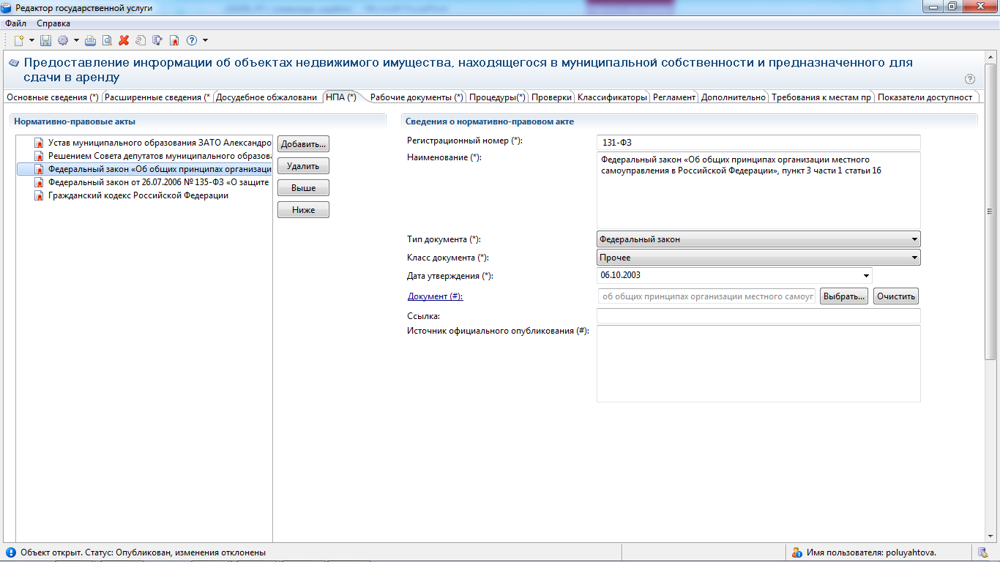 Редактор государственной услуги
Файл Справка
Предоставление информации об объектах недвижимого имущества, находящегося в муниципальной собственности и предназначенного для
сдачи в аренду
Основные сведения (*) Расширенные сведения (* Досудебное обжаловани НПА (*) Рабочие документы (*) Процедуры(*) Проверки Классификаторы Регламент Дополнительно Требования к местам пр Показатели доступност
Нормативно-правовые акты
Устав муниципального образования ЗАТО Александро
Решением Совета депутатов муниципального образова
Федеральный закон «Об общих принципах организаци
Федеральный закон от 26.07.2006 № 135-ФЗ «О защите
Гражданский кодекс Российской Федерации
Добавить...
Удалить
Выше
Ниже
Сведения о нормативно-правовом акте
Регистрационный номер (*): 131-ФЗ
Наименование (*): Федеральный закон «Об общих принципах организации местного
самоуправления в Российской Федерации», пункт 3 части 1 статьи 16
Тип документа (*): Федеральный закон
Класс документа (*): Прочее
Дата утверждения (*): 06.10.2003
Документ (#): об общих принципах организации местного самоуг Выбрать... Очистить
Ссылка:
Источник официального опубликования (#):
Объект открыт. Статус: Опубликован, изменения отклонены
Имя пользователя: poluyahtova.